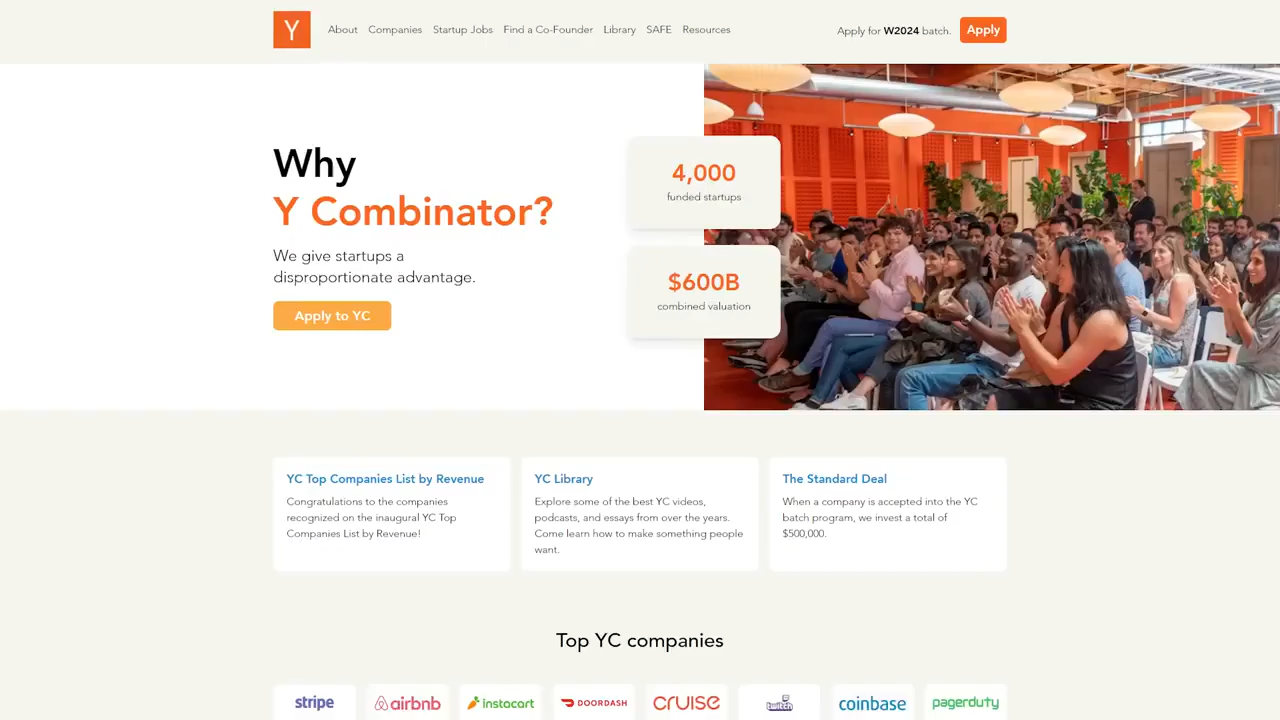 Y
About Companies Startup Jobs Find a Co-Founder Library SAFE Resources
Apply for W2024 batch. Apply
Why
Y Combinator?
We give startups a
disproportionate advantage.
Apply to YC
4,000
funded startups
$600B
combined valuation
YC Top Companies List by Revenue
Congratulations to the companies
recognized on the inaugural YC Top
Companies List by Revenue!
YC Library
Explore some of the best YC videos,
podcasts, and essays from over the years.
Come learn how to make something people
want.
The Standard Deal
When a company is accepted into the YC
batch program, we invest a total of
$500,000.
Top YC companies
stripe airbnb instacart DOORDASH CRUISE twitch coinbase pagerduty